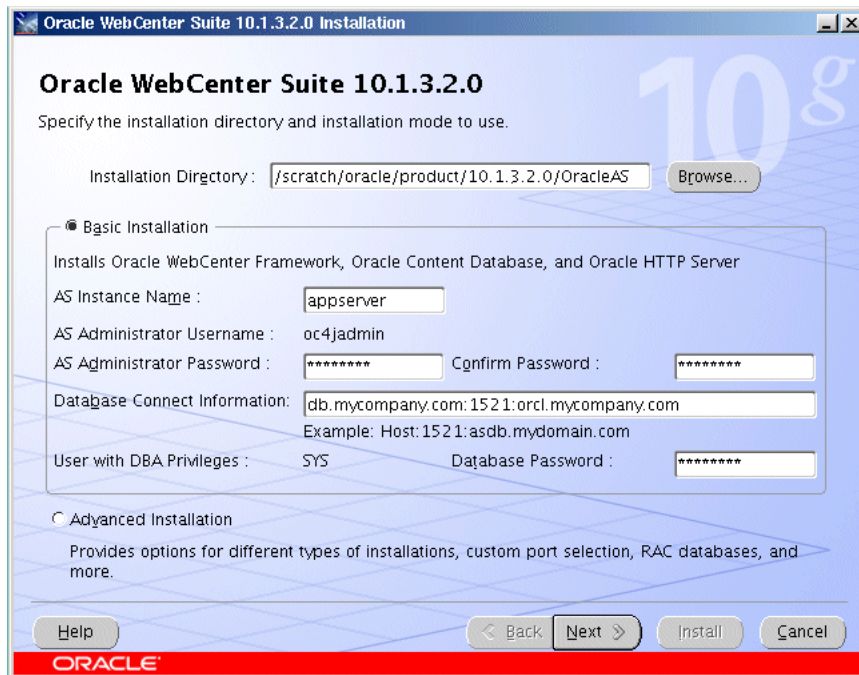 Oracle WebCenter Suite 10.1.3.2.0 Installation
10g
Oracle WebCenter Suite 10.1.3.2.0
Specify the installation directory and installation mode to use.
Installation Directory : /scratch/oracle/product/10.1.3.2.0/OracleAS Browse...
Basic Installation
Installs Oracle WebCenter Framework, Oracle Content Database, and Oracle HTTP Server
AS Instance Name : appserver
AS Administrator Username : oc4jadmin
AS Administrator Password : ******** Confirm Password : ********
Database Connect Information: db.mycompany.com:1521:orcl.mycompany.com
Example: Host:1521:asdb.mydomain.com
User with DBA Privileges : SYS Database Password : ********
Advanced Installation
Provides options for different types of installations, custom port selection, RAC databases, and
more.
Help Back Next Install Cancel
ORACLE